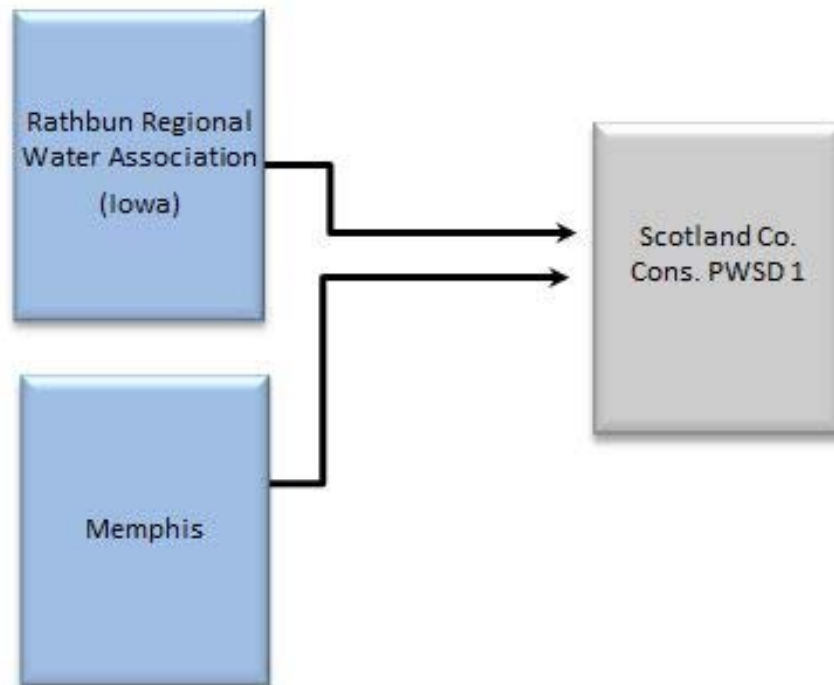 Rathbun Regional
Water Association
(Iowa)
Scotland Co.
Cons. PWSD 1
Memphis